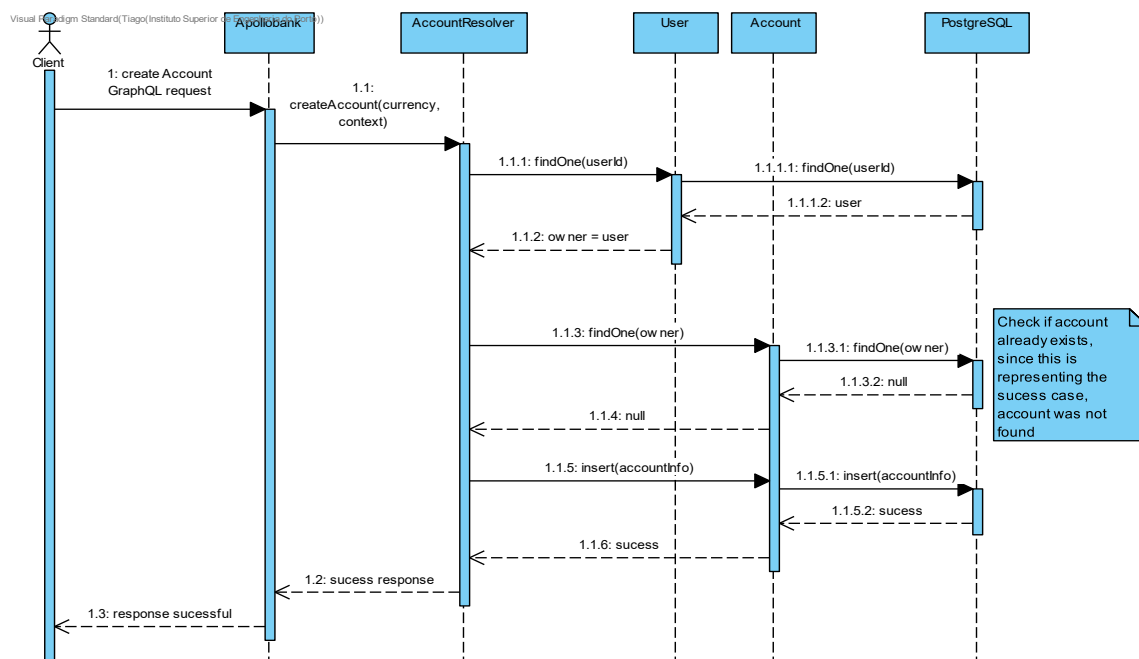 Visual Paradigm Standard(Tiago(Instituto Superior de Engenharia do Porto))
Apollobank
AccountResolver
User
Account
PostgreSQL
Client
1: create Account
GraphQL request
1.1:
createAccount(currency,
context)
1.1.1: findOne(userId)
1.1.1.1: findOne(userId)
1.1.1.2: user
1.1.2: owner = user
1.1.3: findOne(owner)
1.1.3.1: findOne(owner)
1.1.3.2: null
1.1.4: null
Check if account
already exists,
since this is
representing the
sucess case,
account was not
found
1.1.5: insert(accountInfo)
1.1.5.1: insert(accountInfo)
1.1.5.2: sucess
1.1.6: sucess
1.2: sucess response
1.3: response sucessful